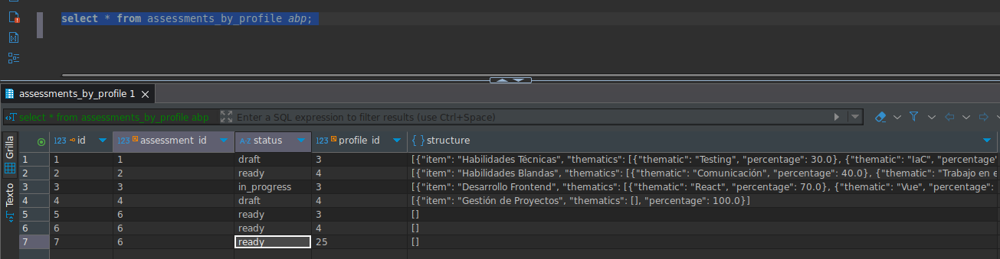 select * from assessments_by_profile abp;
assessments_by_profile 1
select * from assessments_by_profile abp Enter a SQL expression to filter results (use Ctrl+Space)
Grilla
Texto
123 id 123 assessment_id A-Z status 123 profile_id { } structure
1 1 1 draft 3 [{"item": "Habilidades Técnicas", "thematics": [{"thematic": "Testing", "percentage": 30.0}, {"thematic": "IaC", "percentage"
2 2 2 ready 4 [{"item": "Habilidades Blandas", "thematics": [{"thematic": "Comunicación", "percentage": 40.0}, {"thematic": "Trabajo en e
3 3 3 in_progress 3 [{"item": "Desarrollo Frontend", "thematics": [{"thematic": "React", "percentage": 70.0}, {"thematic": "Vue", "percentage":
4 4 4 draft 4 [{"item": "Gestión de Proyectos", "thematics": [], "percentage": 100.0}]
5 5 6 ready 3 []
6 6 6 ready 4 []
7 7 6 ready 25 []